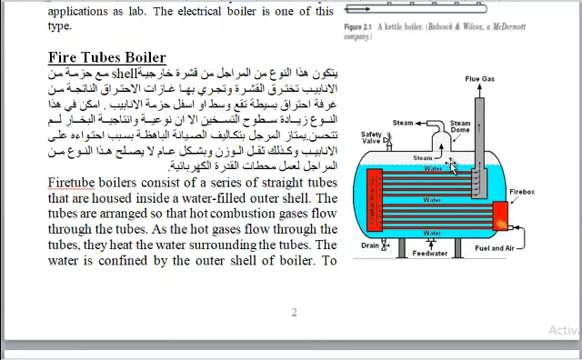 applications as lab. The electrical boiler is one of this
type.
Figure 2.1 A kettle boiler. (Babcock & Wilcox, a McDermott
company.)
Fire Tubes Boiler
يتكون هذا النوع من المراجل من قشرة خارجية shell مع حزمة من
الانابيب تخترق القشرة وتجري بها غازات الاحتراق الناتجة من
غرفة احتراق بسيطة تقع وسط او اسفل حزمة الانابيب. امكن في هذا
النوع زيادة سطوح التسخين الا ان نوعية وانتاجية البخار لم
تتحسن. يمتاز المرجل بتكاليف الصيانة الباهظة بسبب احتواءه على
الانابيب وكذلك ثقل الوزن وبشكل عام لا يصلح هذا النوع من
المراجل لعمل محطات القدرة الكهربائية.
Firetube boilers consist of a series of straight tubes
that are housed inside a water-filled outer shell. The
tubes are arranged so that hot combustion gases flow
through the tubes. As the hot gases flow through the
tubes, they heat the water surrounding the tubes. The
water is confined by the outer shell of boiler. To
Flue Gas
Steam
Steam
Dome
Safety
Valve
Steam
Water
Firebox
Water
Water
Drain
Feedwater
Fuel and Air
2
Activ